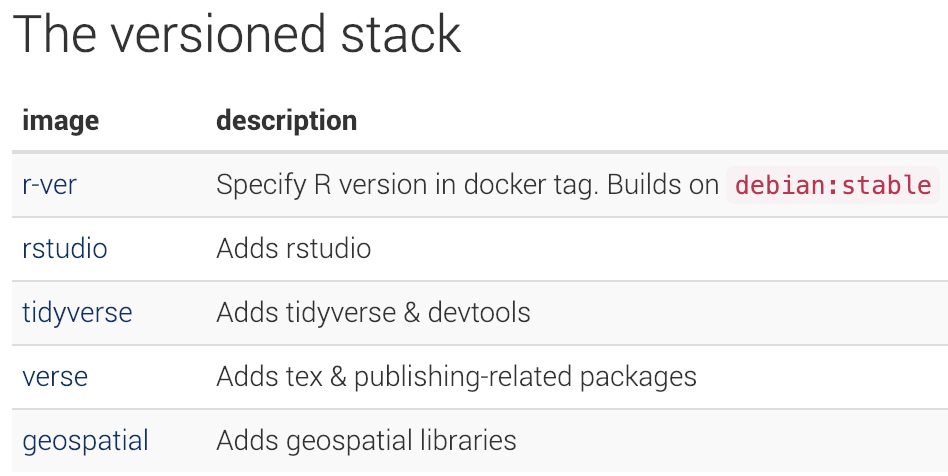 The versioned stack
image description
r-ver Specify R version in docker tag. Builds on debian:stable
rstudio Adds rstudio
tidyverse Adds tidyverse & devtools
verse Adds tex & publishing-related packages
geospatial Adds geospatial libraries